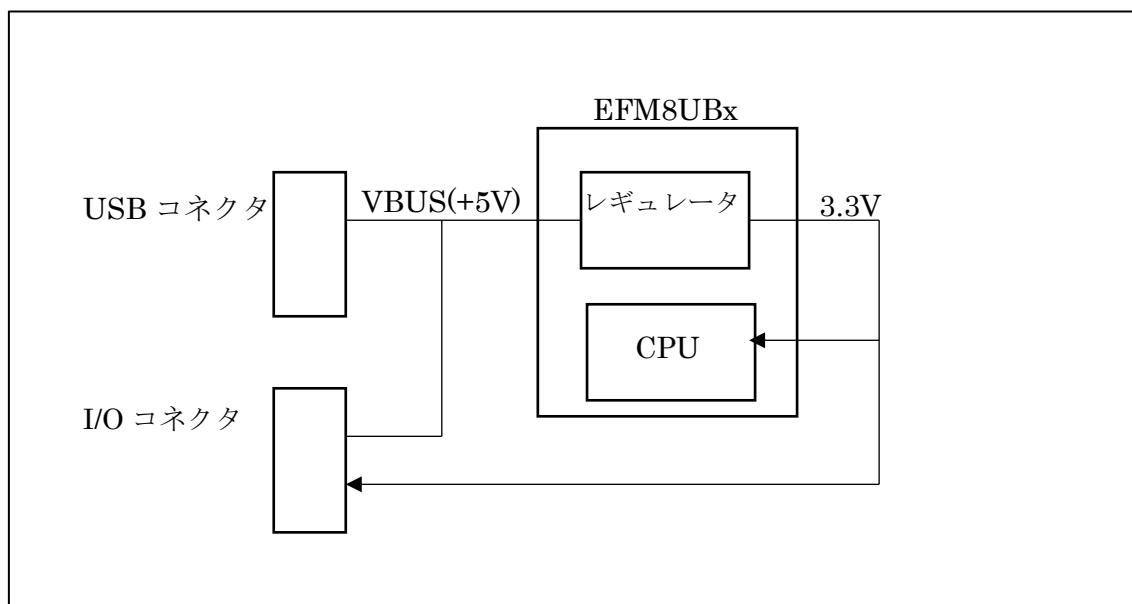 EFM8UBx
USB コネクタ
VBUS(+5V)
レギュレータ
3.3V
CPU
I/O コネクタ